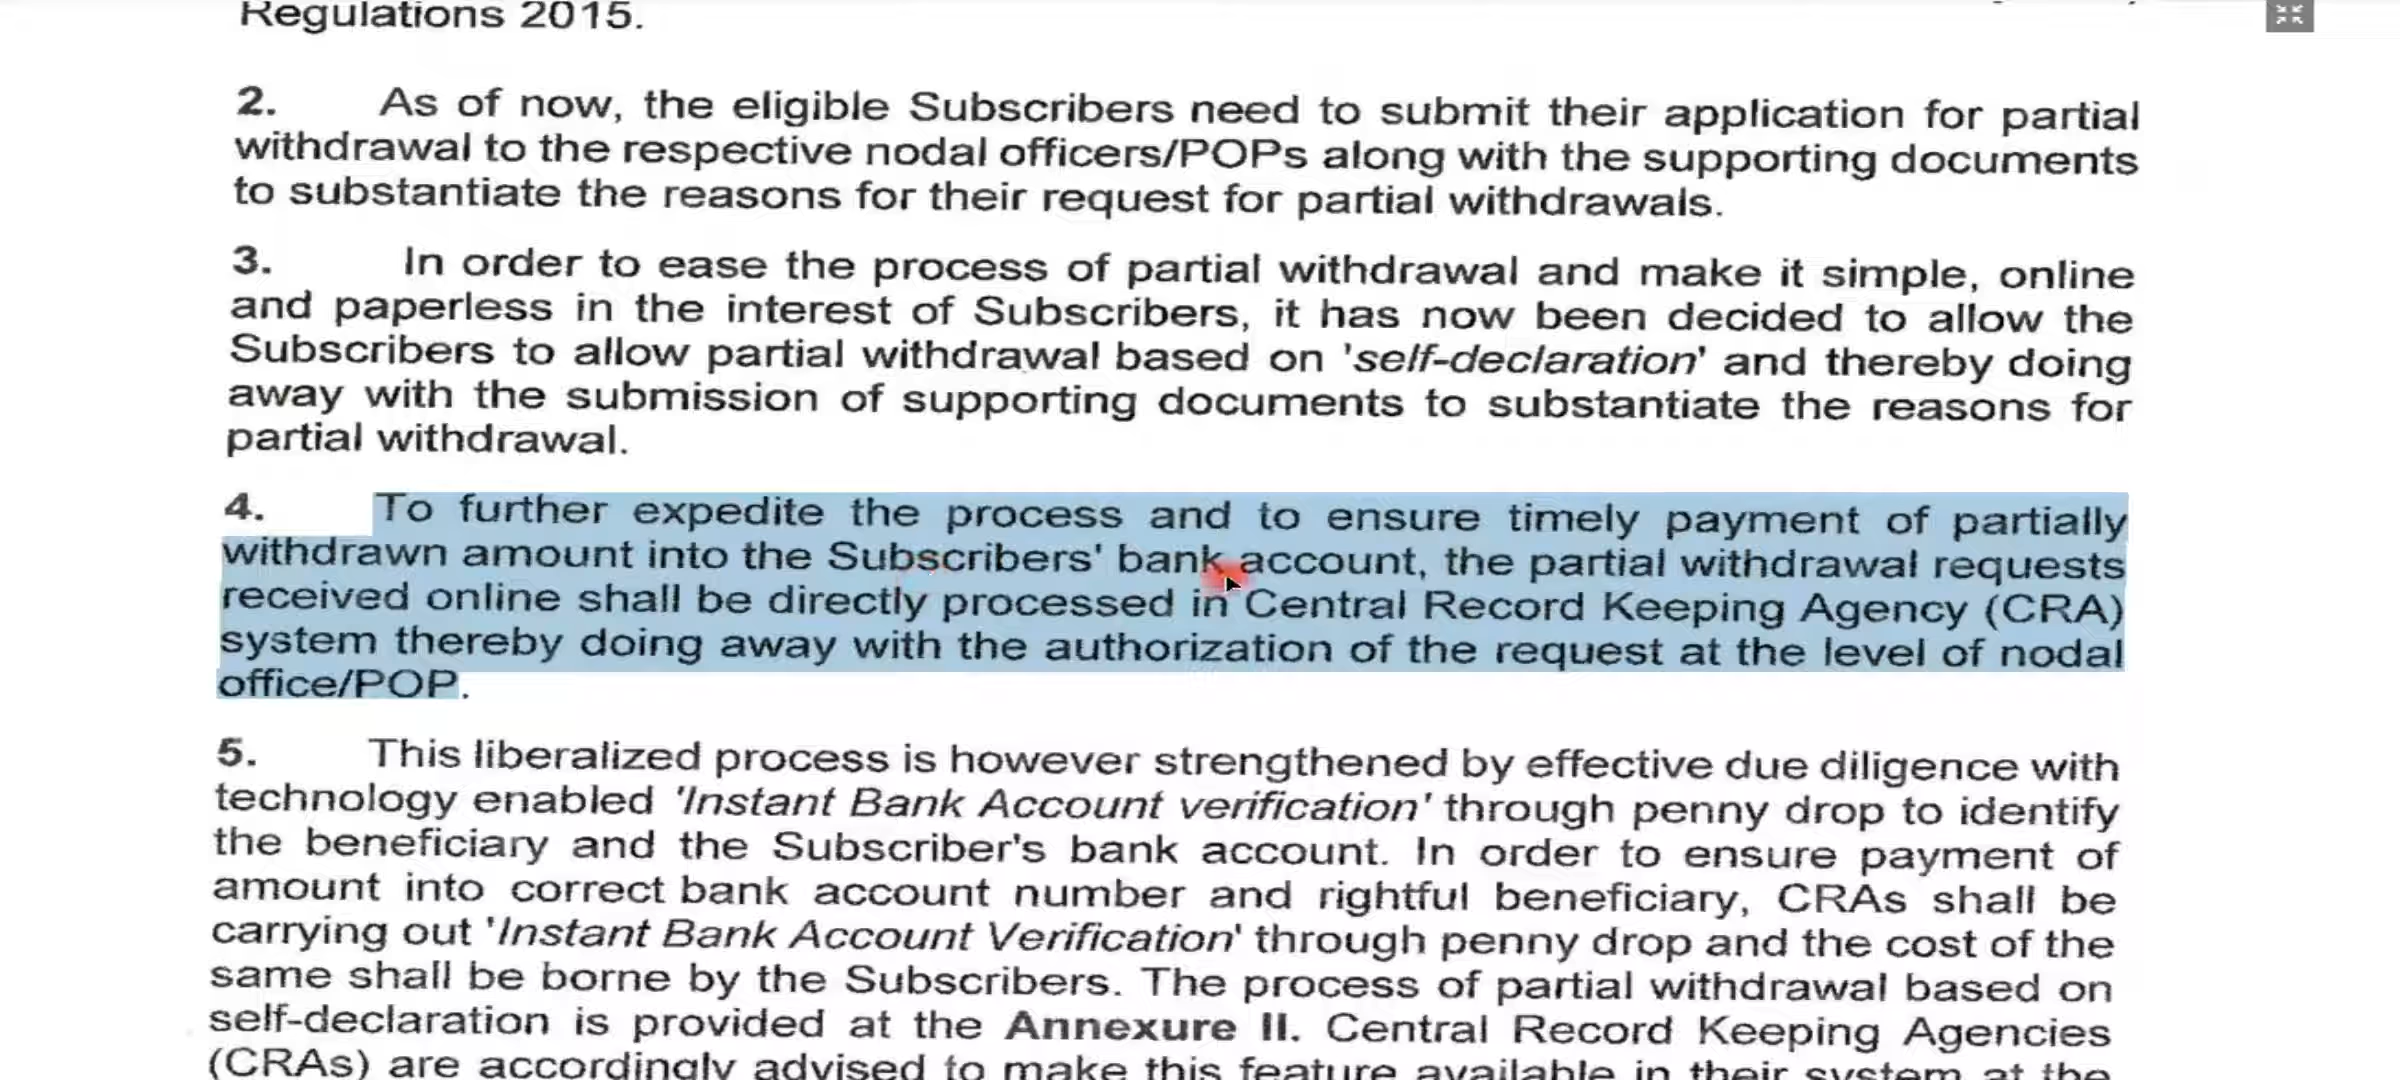 Regulations 2015.
2. As of now, the eligible Subscribers need to submit their application for partial
withdrawal to the respective nodal officers/POPs along with the supporting documents
to substantiate the reasons for their request for partial withdrawals.
3. In order to ease the process of partial withdrawal and make it simple, online
and paperless in the interest of Subscribers, it has now been decided to allow the
Subscribers to allow partial withdrawal based on 'self-declaration' and thereby doing
away with the submission of supporting documents to substantiate the reasons for
partial withdrawal.
4. To further expedite the process and to ensure timely payment of partially
withdrawn amount into the Subscribers' bank account, the partial withdrawal requests
received online shall be directly processed in Central Record Keeping Agency (CRA)
system thereby doing away with the authorization of the request at the level of nodal
office/POP.
5. This liberalized process is however strengthened by effective due diligence with
technology enabled 'Instant Bank Account verification' through penny drop to identify
the beneficiary and the Subscriber's bank account. In order to ensure payment of
amount into correct bank account number and rightful beneficiary, CRAs shall be
carrying out 'Instant Bank Account Verification' through penny drop and the cost of the
same shall be borne by the Subscribers. The process of partial withdrawal based on
self-declaration is provided at the Annexure II. Central Record Keeping Agencies
(CRAs) are accordingly advised to make this feature available in their system at the